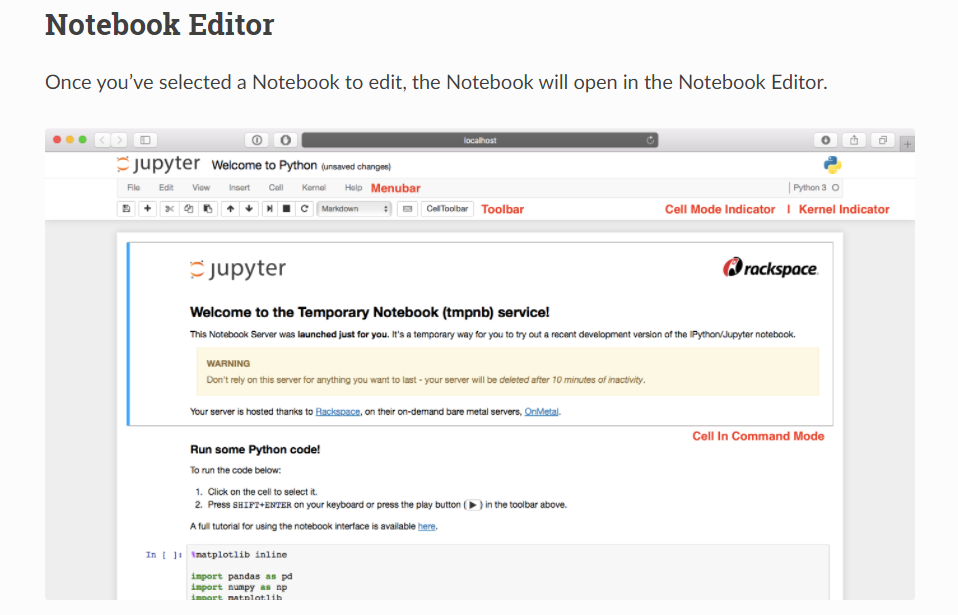 Notebook Editor
Once you've selected a Notebook to edit, the Notebook will open in the Notebook Editor.
localhost
jupyter Welcome to Python (unsaved changes)
File Edit View Insert Cell Kernel Help Menubar Python 3
Markdown CellToolbar Toolbar Cell Mode Indicator | Kernel Indicator
jupyter rackspace.
Welcome to the Temporary Notebook (tmpnb) service!
This Notebook Server was launched just for you. It's a temporary way for you to try out a recent development version of the IPython/Jupyter notebook.
WARNING
Don't rely on this server for anything you want to last - your server will be deleted after 10 minutes of inactivity.
Your server is hosted thanks to Rackspace, on their on-demand bare metal servers, OnMetal.
Cell In Command Mode
Run some Python code!
To run the code below:
1. Click on the cell to select it.
2. Press SHIFT+ENTER on your keyboard or press the play button (▶) in the toolbar above.
A full tutorial for using the notebook interface is available here.
In [ ]: %matplotlib inline
import pandas as pd
import numpy as np
import matplotlib